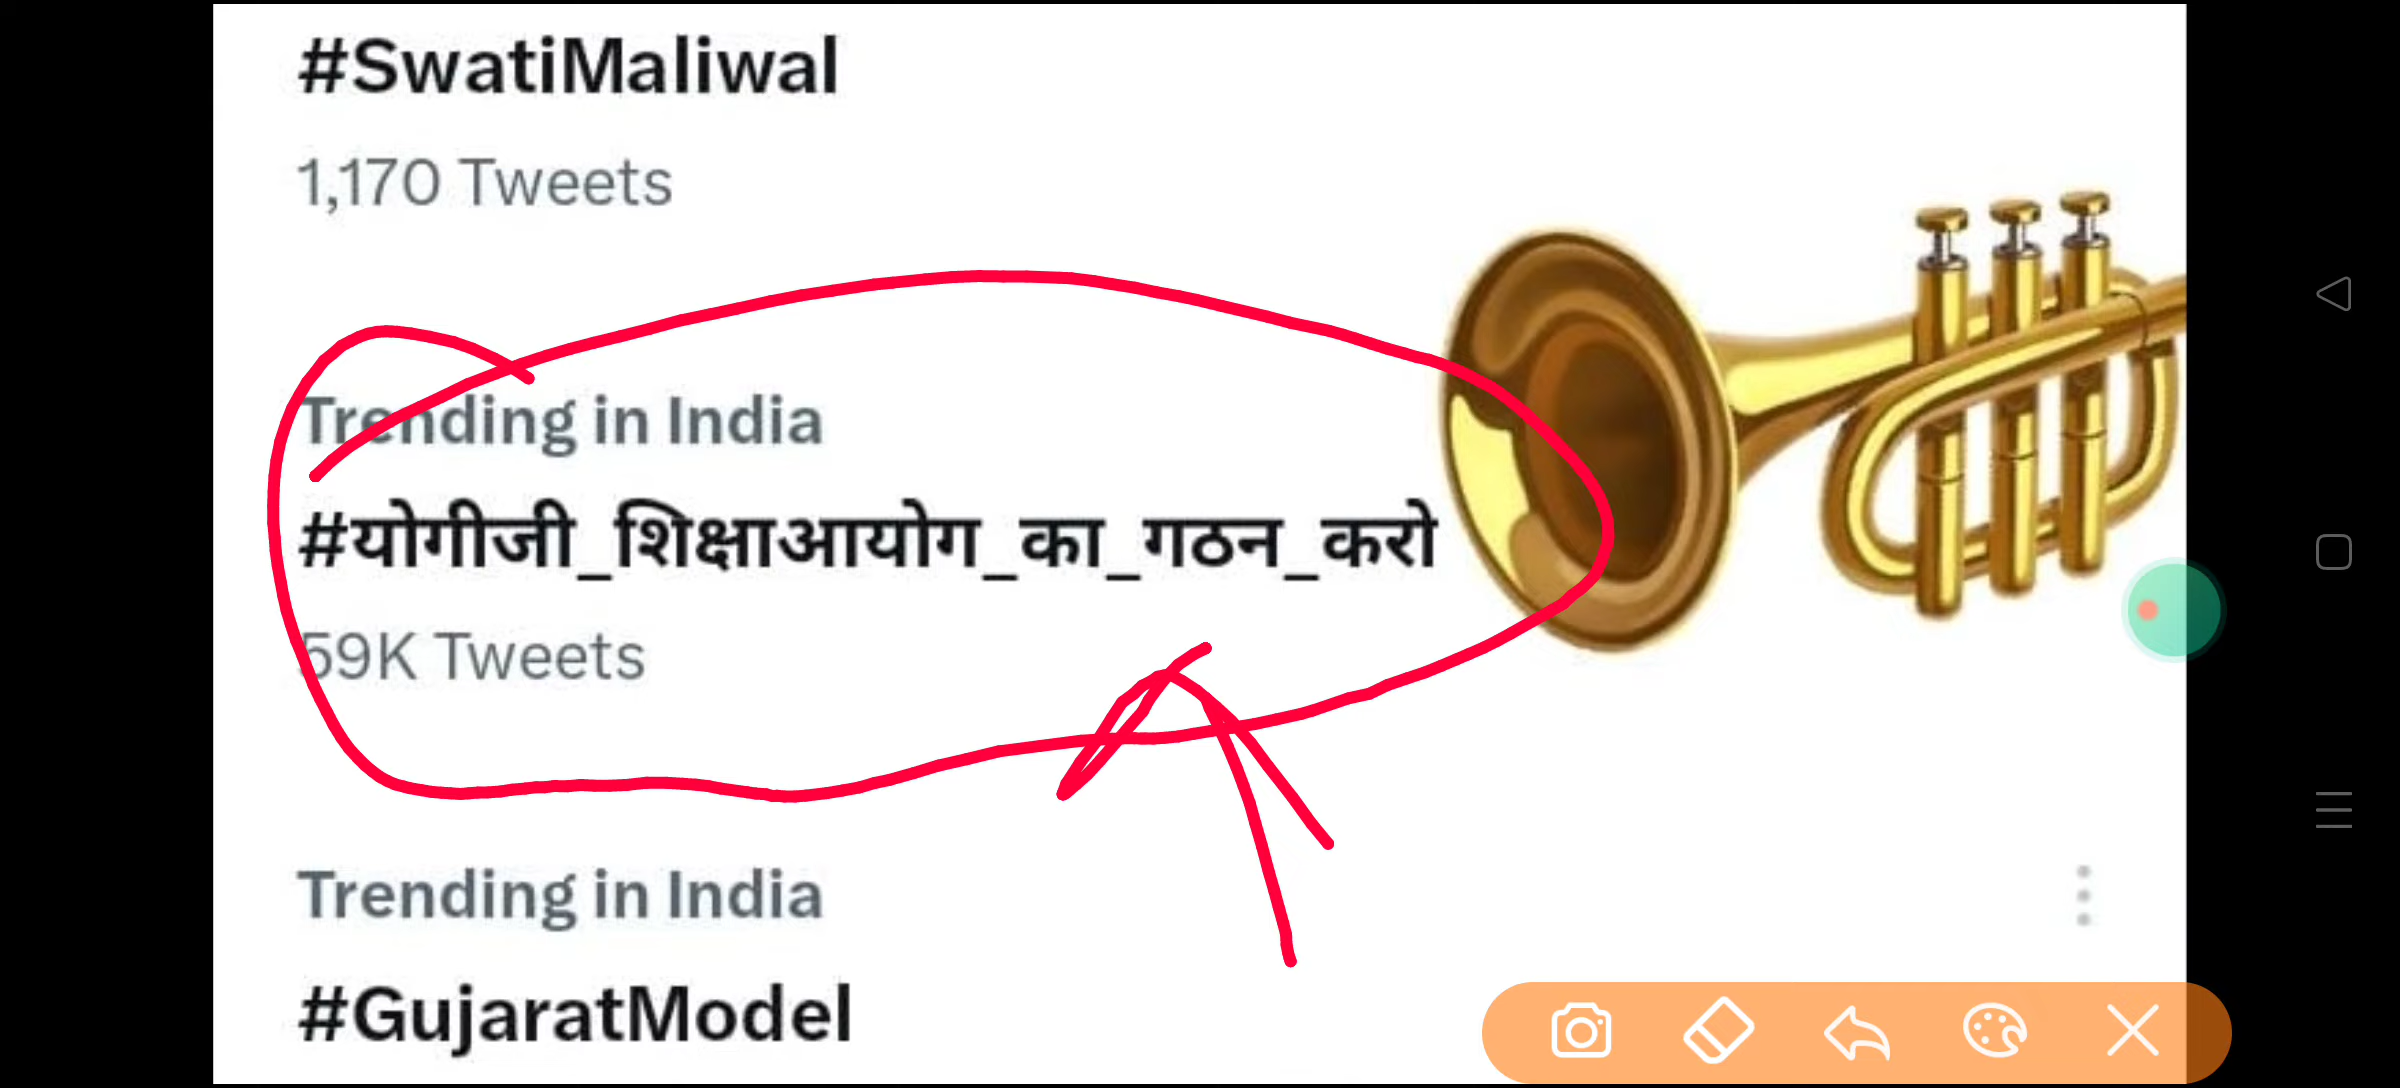 #SwatiMaliwal
1,170 Tweets
Trending in India
#योगीजी_शिक्षाआयोग_का_गठन_करो
59K Tweets
Trending in India
#GujaratModel